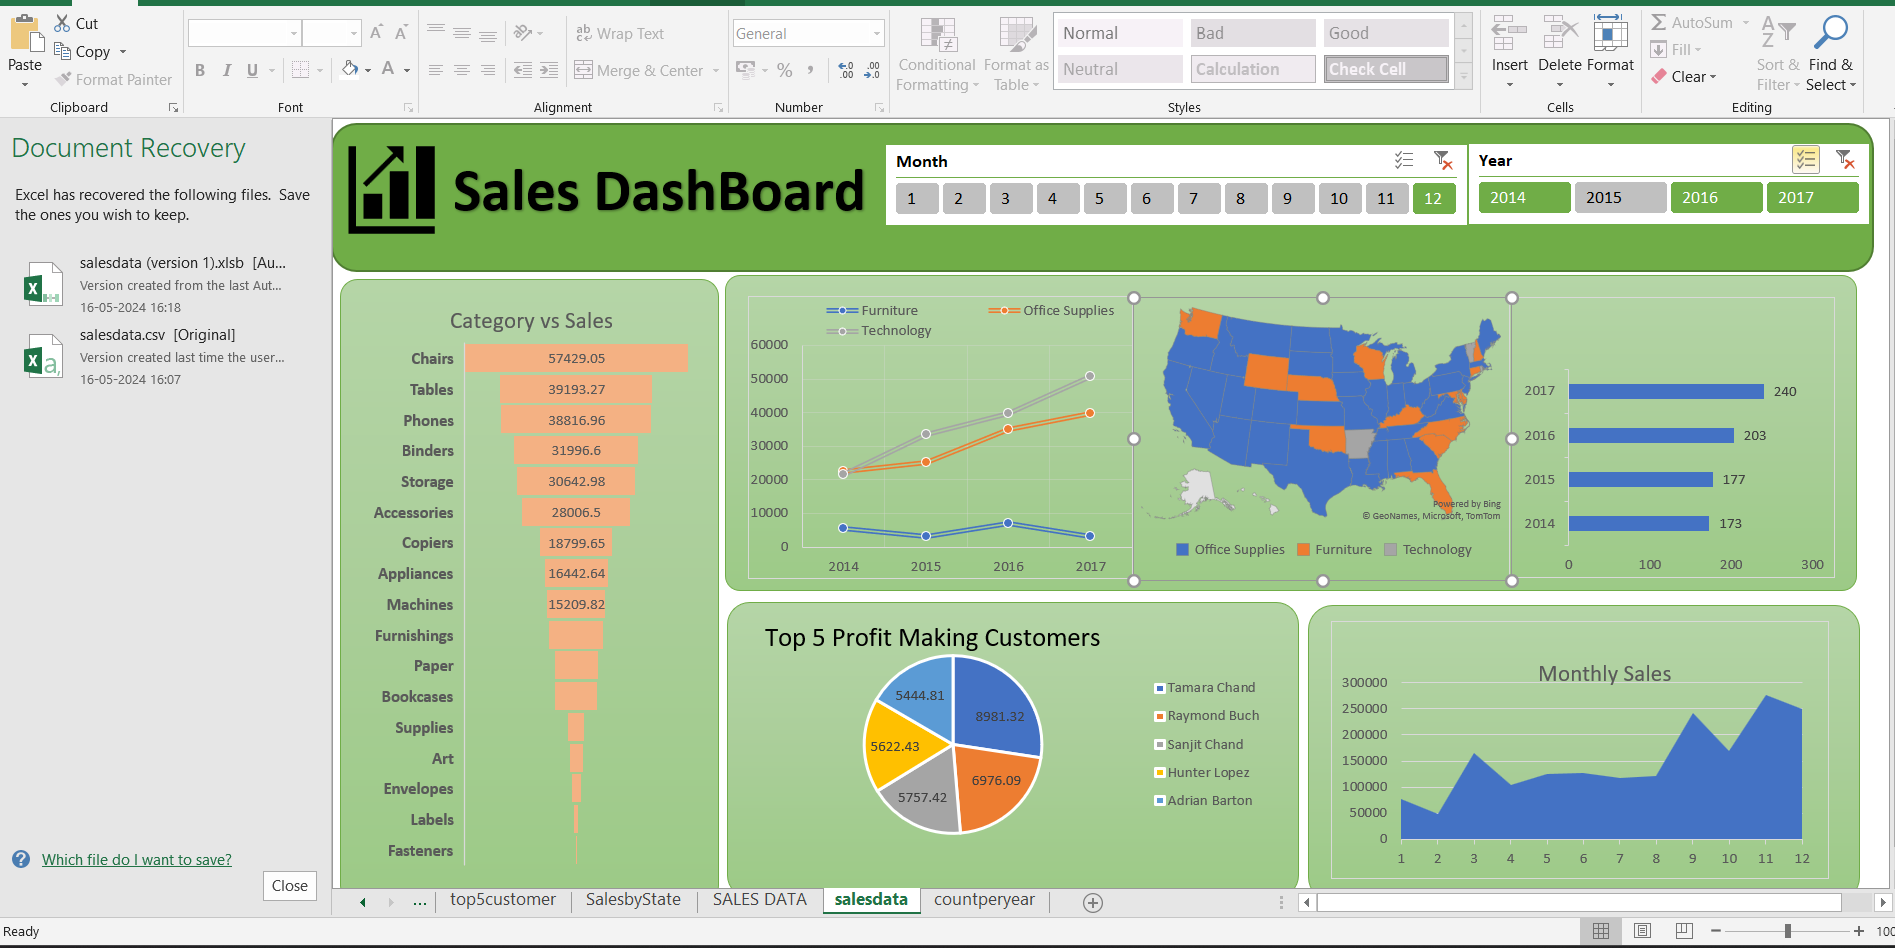 Paste
Cut
Copy
Format Painter
Clipboard
B I U
A A
A
Font
ab
Wrap Text
Merge & Center
Alignment
General
% ,
Number
Conditional Formatting
Format as Table
Normal Bad Good
Neutral Calculation Check Cell
Styles
Insert Delete Format
Cells
AutoSum
Fill
Clear
Sort & Filter
Find & Select
Editing
Document Recovery
Excel has recovered the following files. Save
the ones you wish to keep.
salesdata (version 1).xlsb [Au...
Version created from the last Aut...
16-05-2024 16:18
salesdata.csv [Original]
Version created last time the user...
16-05-2024 16:07
Which file do I want to save?
Close
Sales DashBoard
Month
1 2 3 4 5 6 7 8 9 10 11 12
Year
2014 2015 2016 2017
Category vs Sales
Chairs 57429.05
Tables 39193.27
Phones 38816.96
Binders 31996.6
Storage 30642.98
Accessories 28006.5
Copiers 18799.65
Appliances 16442.64
Machines 15209.82
Furnishings
Paper
Bookcases
Supplies
Art
Envelopes
Labels
Fasteners
Furniture Office Supplies
Technology
60000
50000
40000
30000
20000
10000
0
2014 2015 2016 2017
Powered by Bing
© GeoNames, Microsoft, TomTom
Office Supplies Furniture Technology
2017 240
2016 203
2015 177
2014 173
0 100 200 300
Top 5 Profit Making Customers
5444.81
8981.32
5622.43
6976.09
5757.42
Tamara Chand
Raymond Buch
Sanjit Chand
Hunter Lopez
Adrian Barton
Monthly Sales
300000
250000
200000
150000
100000
50000
0
1 2 3 4 5 6 7 8 9 10 11 12
... top5customer SalesbyState SALES DATA salesdata countperyear
Ready
100